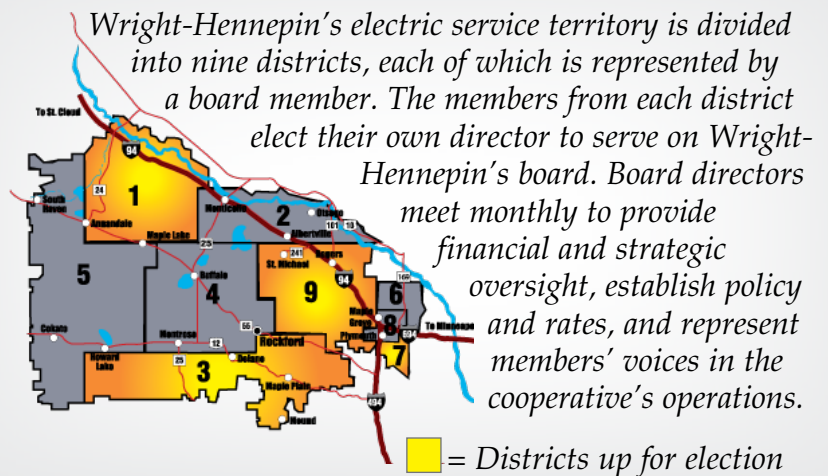 Wright-Hennepin's electric service territory is divided
into nine districts, each of which is represented by
a board member. The members from each district
elect their own director to serve on Wright-
Hennepin's board. Board directors
meet monthly to provide
financial and strategic
oversight, establish policy
and rates, and represent
members' voices in the
cooperative's operations.
To St. Cloud
94
1
24
South
Haven
Annandale
Monticello
2
Otsego
101
Albertville
Maple Lake
25
241
St. Michael
Rogers
94
169
5
Buffalo
4
9
6
Maple
Grove
8
Plymouth
To Minneap
Cokato
Montrose
55
Rockford
12
Howard
Lake
25
Delano
3
7
Maple Plain
494
Mound
= Districts up for election